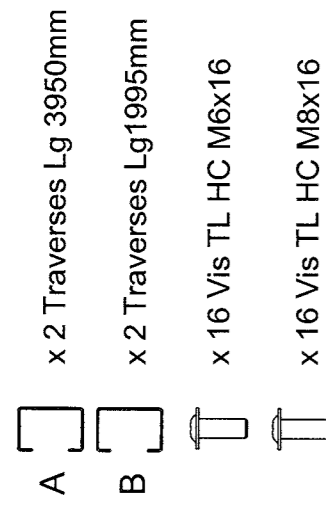 A x 2 Traverses Lg 3950mm
B x 2 Traverses Lg1995mm
x 16 Vis TL HC M6x16
x 16 Vis TL HC M8x16